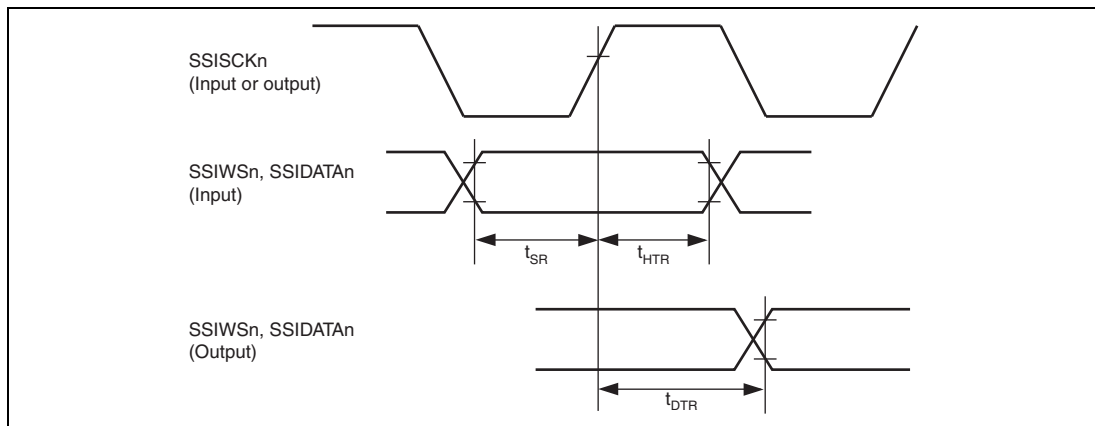 SSISCKn
(Input or output)
SSIWSn, SSIDATAn
(Input)
tSR
tHTR
SSIWSn, SSIDATAn
(Output)
tDTR